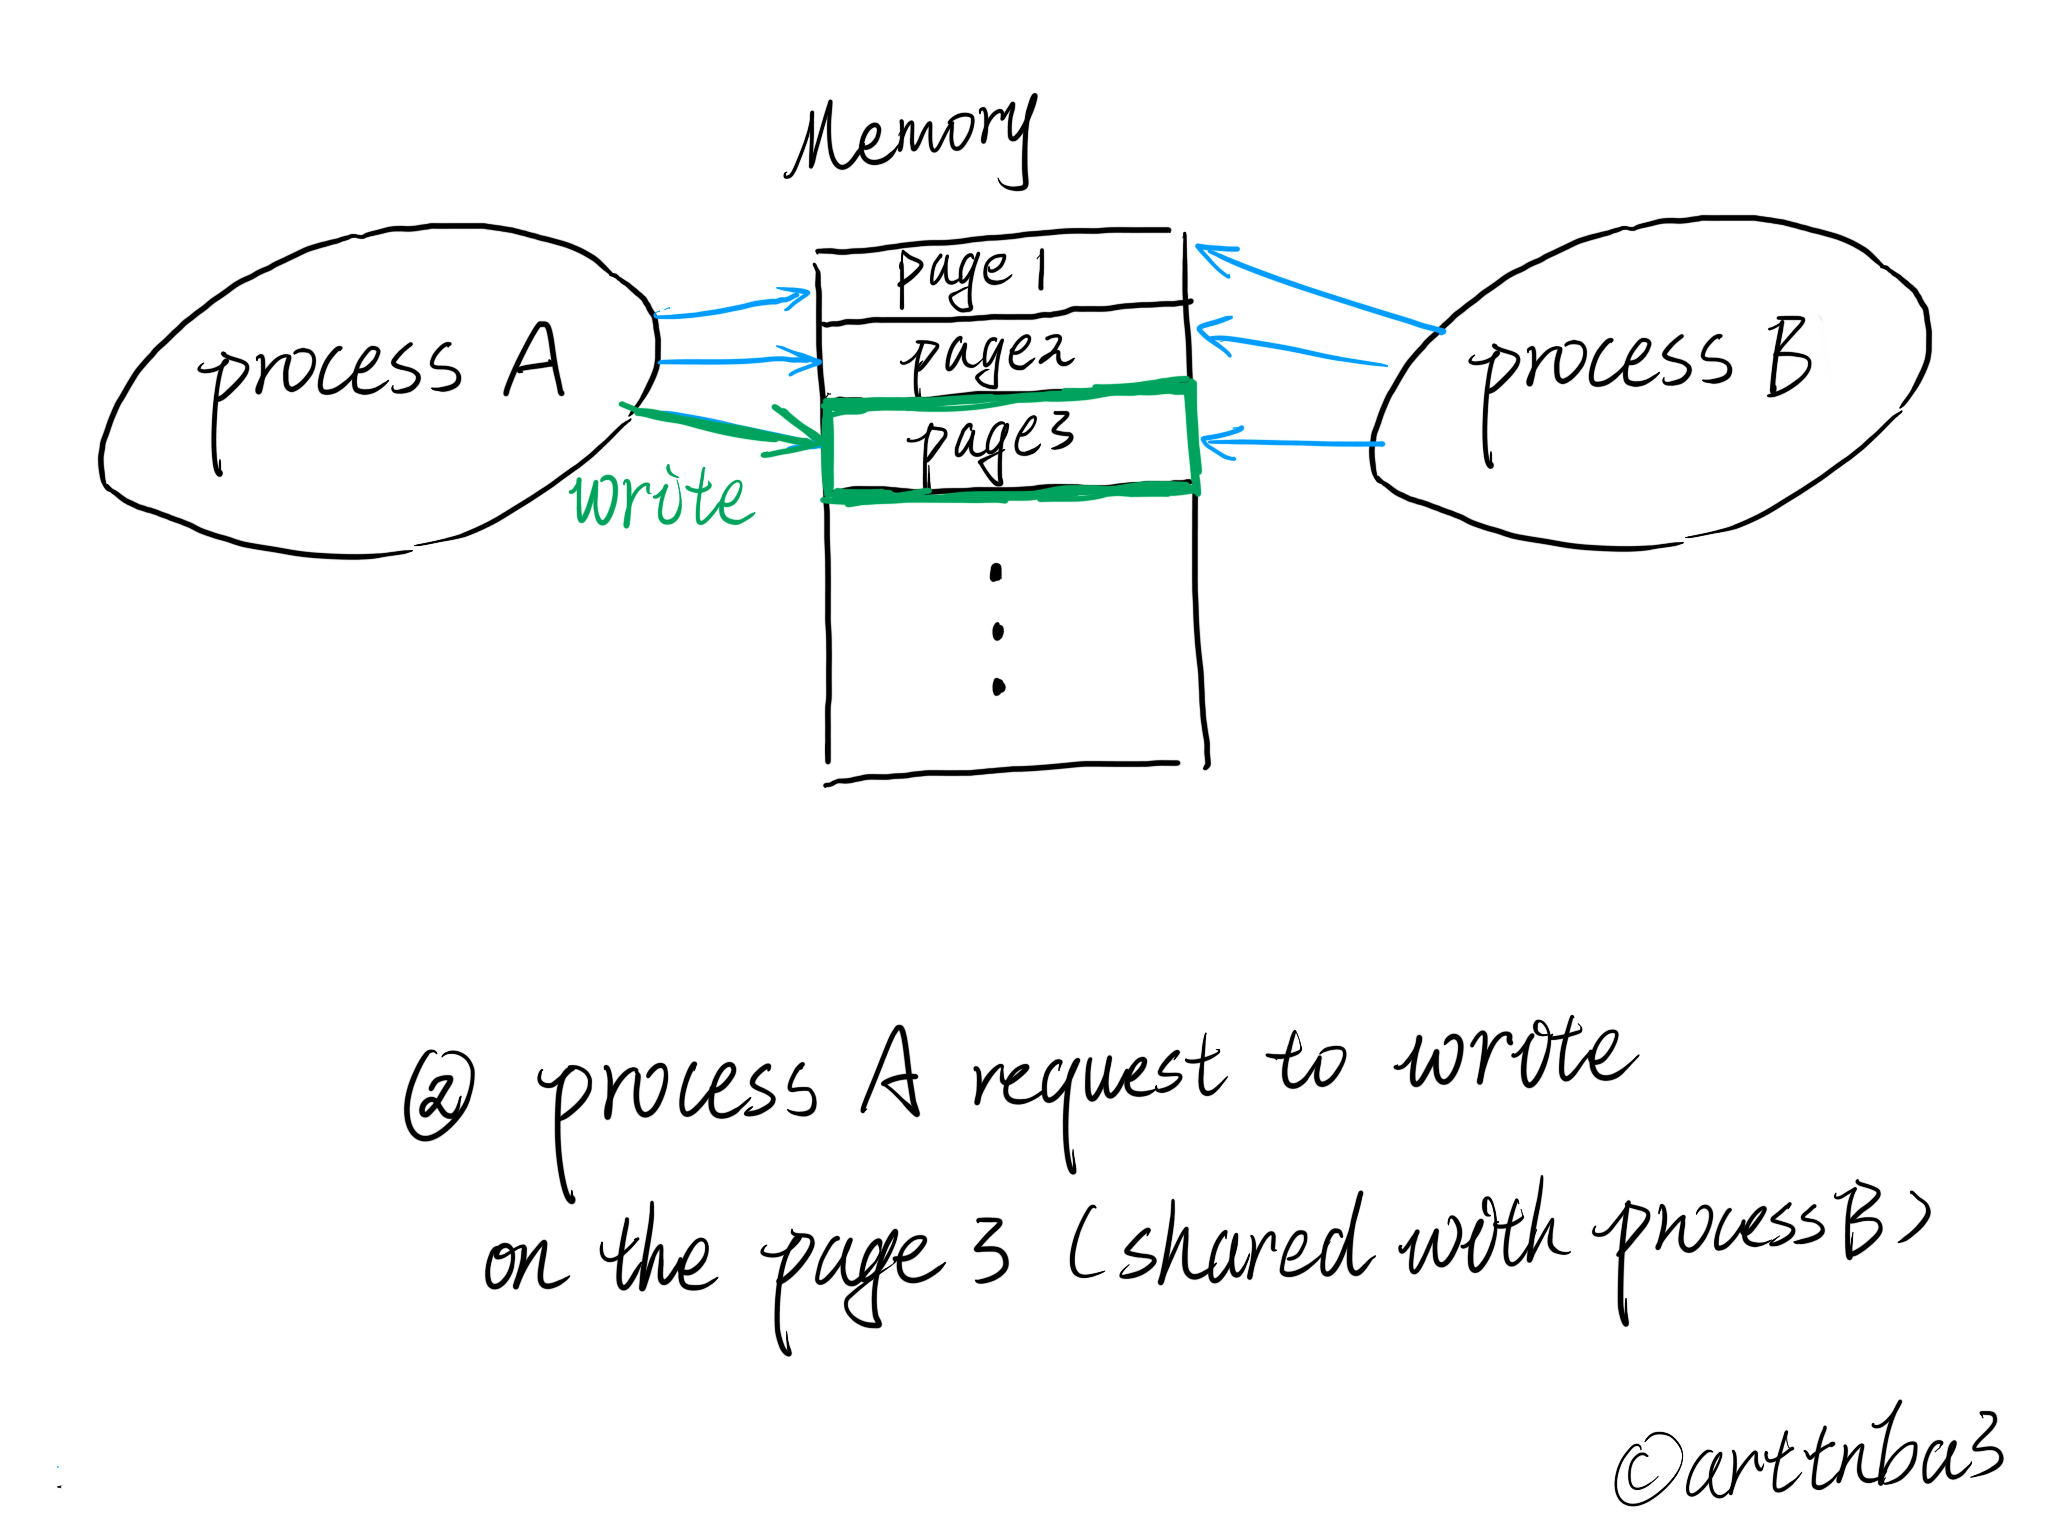 Memory
page 1
page2
page3
process A
process B
write
② process A request to wrote
on the page 3 (shared with process B)
©arttnba3